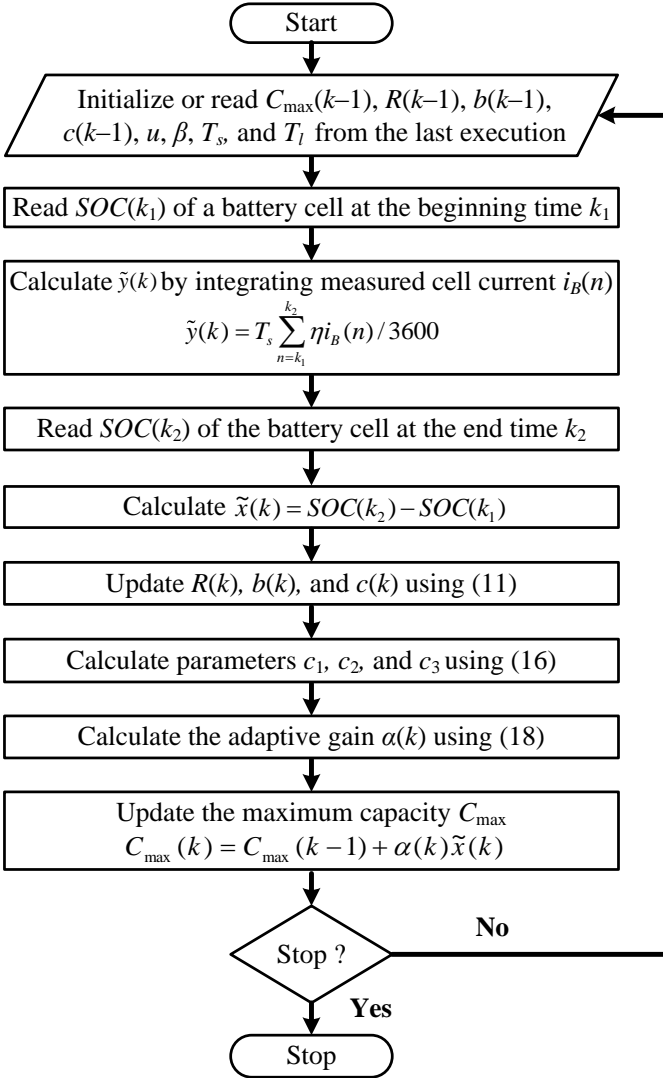 Start
Initialize or read C_max(k–1), R(k–1), b(k–1),
c(k–1), u, β, T_s, and T_l from the last execution
Read SOC(k_1) of a battery cell at the beginning time k_1
Calculate ỹ(k) by integrating measured cell current i_B(n)
ỹ(k) = T_s ∑_{n=k_1}^{k_2} ηi_B(n) / 3600
Read SOC(k_2) of the battery cell at the end time k_2
Calculate x̃(k) = SOC(k_2) – SOC(k_1)
Update R(k), b(k), and c(k) using (11)
Calculate parameters c_1, c_2, and c_3 using (16)
Calculate the adaptive gain α(k) using (18)
Update the maximum capacity C_max
C_max(k) = C_max(k – 1) + α(k)x̃(k)
Stop ?
No
Yes
Stop